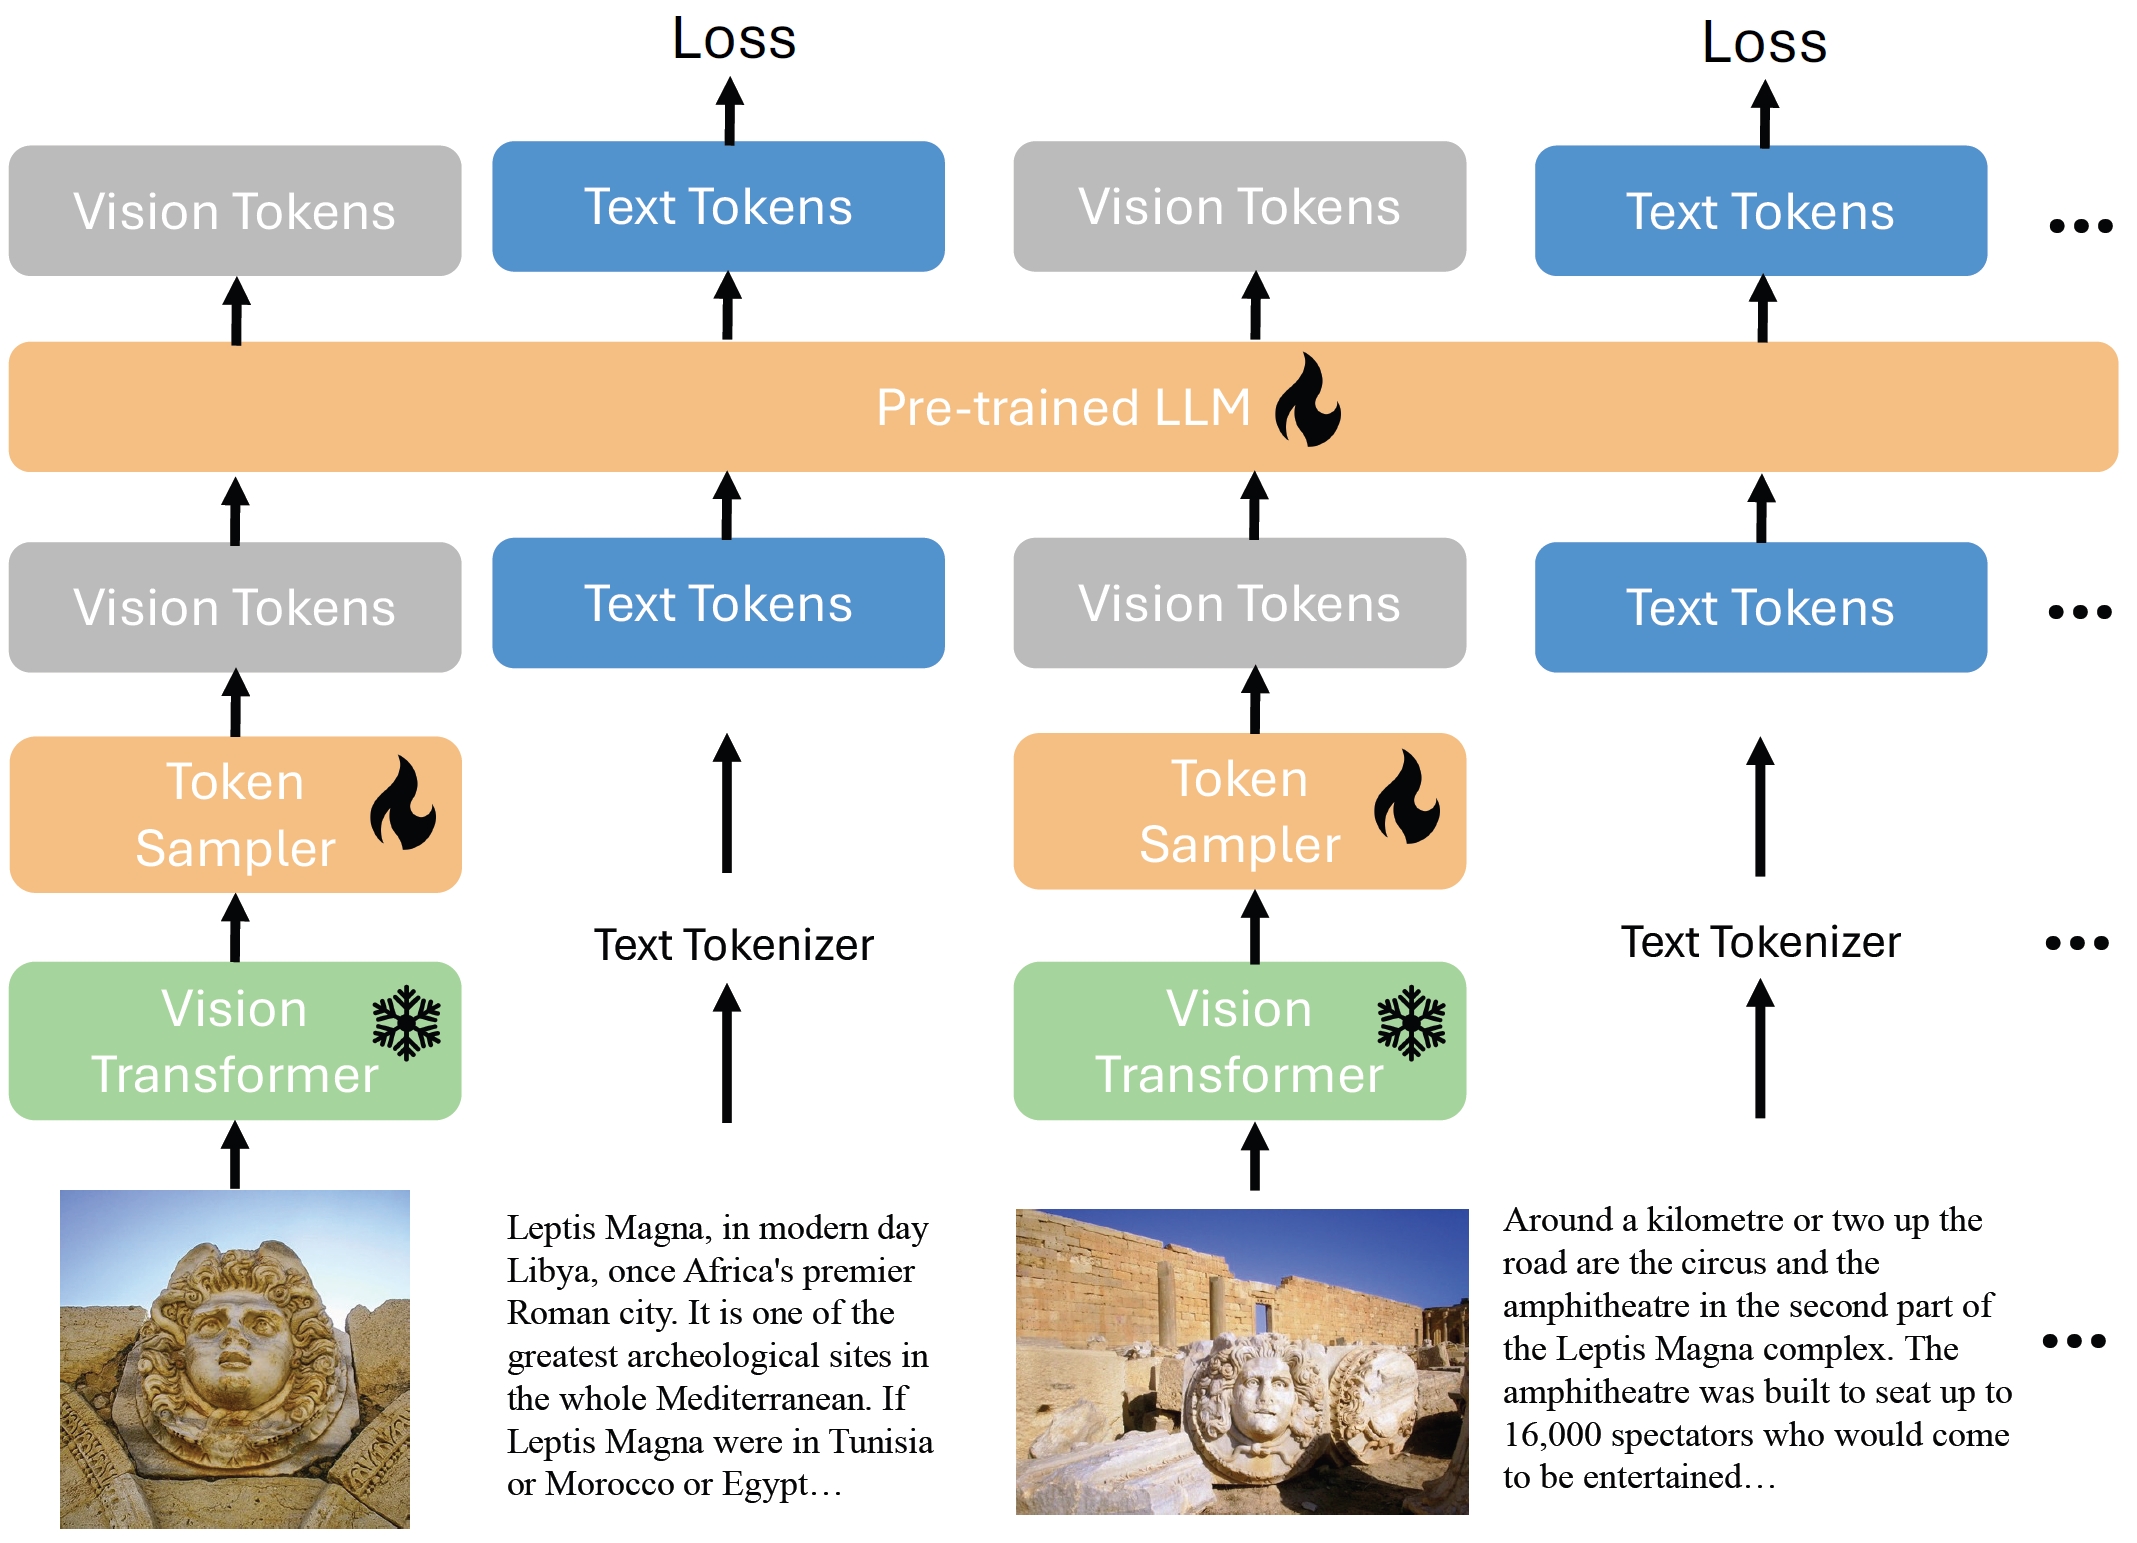 Loss
Loss
Vision Tokens
Text Tokens
Vision Tokens
Text Tokens
...
Pre-trained LLM
Vision Tokens
Text Tokens
Vision Tokens
Text Tokens
...
Token
Sampler
Token
Sampler
Text Tokenizer
Text Tokenizer
...
Vision
Transformer
Vision
Transformer
Leptis Magna, in modern day
Libya, once Africa's premier
Roman city. It is one of the
greatest archeological sites in
the whole Mediterranean. If
Leptis Magna were in Tunisia
or Morocco or Egypt…
Around a kilometre or two up the
road are the circus and the
amphitheatre in the second part of
the Leptis Magna complex. The
amphitheatre was built to seat up to
16,000 spectators who would come
to be entertained…
...